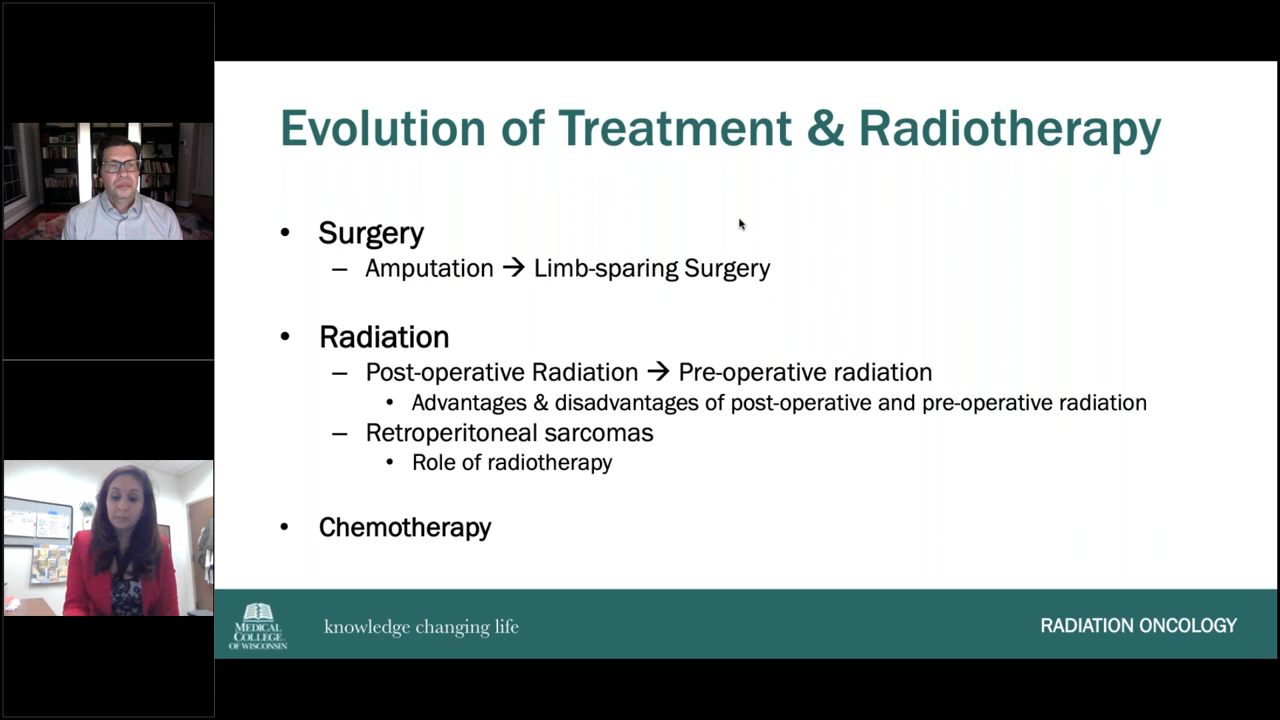 Evolution of Treatment & Radiotherapy
• Surgery
– Amputation → Limb-sparing Surgery
• Radiation
– Post-operative Radiation → Pre-operative radiation
• Advantages & disadvantages of post-operative and pre-operative radiation
– Retroperitoneal sarcomas
• Role of radiotherapy
• Chemotherapy
MEDICAL
COLLEGE
OF WISCONSIN
knowledge changing life
RADIATION ONCOLOGY